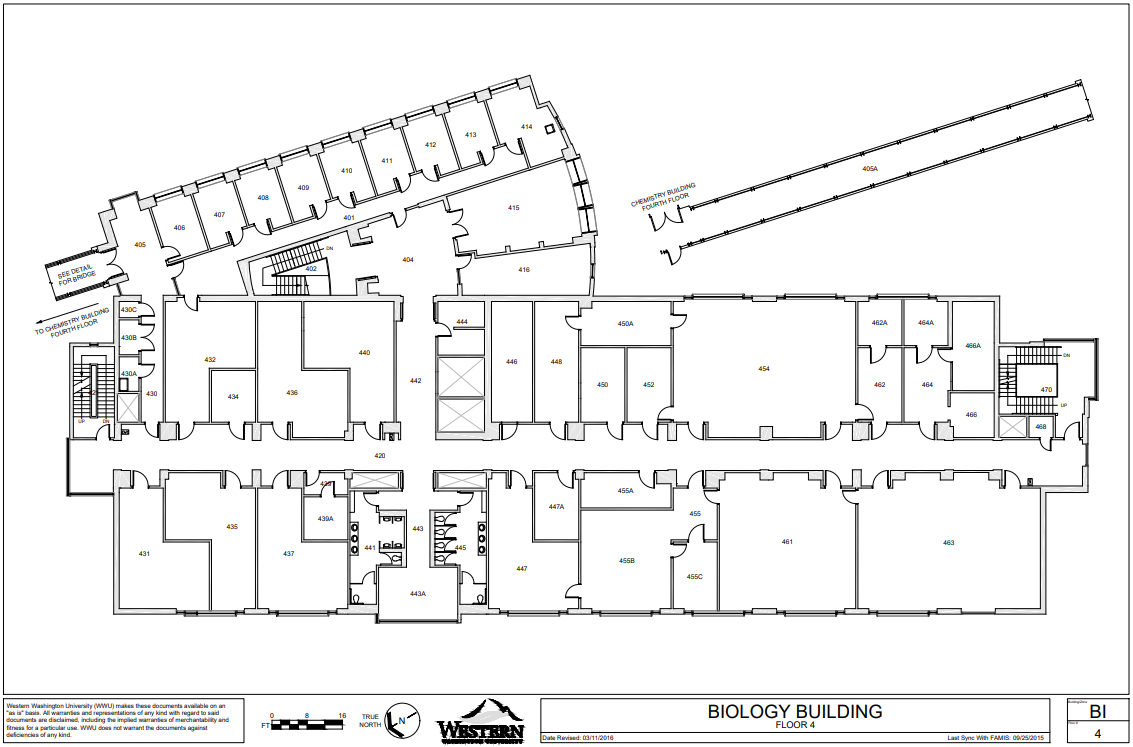 414
413
412
411
410
409
408
407
406
405
401
415
404
416
402
DN
405A
CHEMISTRY BUILDING
FOURTH FLOOR
SEE DETAIL
FOR BRIDGE
TO CHEMISTRY BUILDING
FOURTH FLOOR
430C
430B
430A
430
432
434
436
440
442
444
446
448
450A
450
452
454
462A
464A
466A
462
464
466
468
470
DN
UP
UP
DN
420
431
435
437
439A
441
443
443A
445
447
447A
455A
455
455B
455C
461
463
Western Washington University (WWU) makes these documents available on an
"as is" basis. All warranties and representations of any kind with regard to said
documents are disclaimed, including the implied warranties of merchantability and
fitness for a particular use. WWU does not warrant the documents against
deficiencies of any kind.
0 8 16
FT
TRUE
NORTH
N
WESTERN
WASHINGTON UNIVERSITY
BIOLOGY BUILDING
FLOOR 4
Date Revised: 03/11/2016
Last Sync With FAMIS: 09/25/2015
BI
4